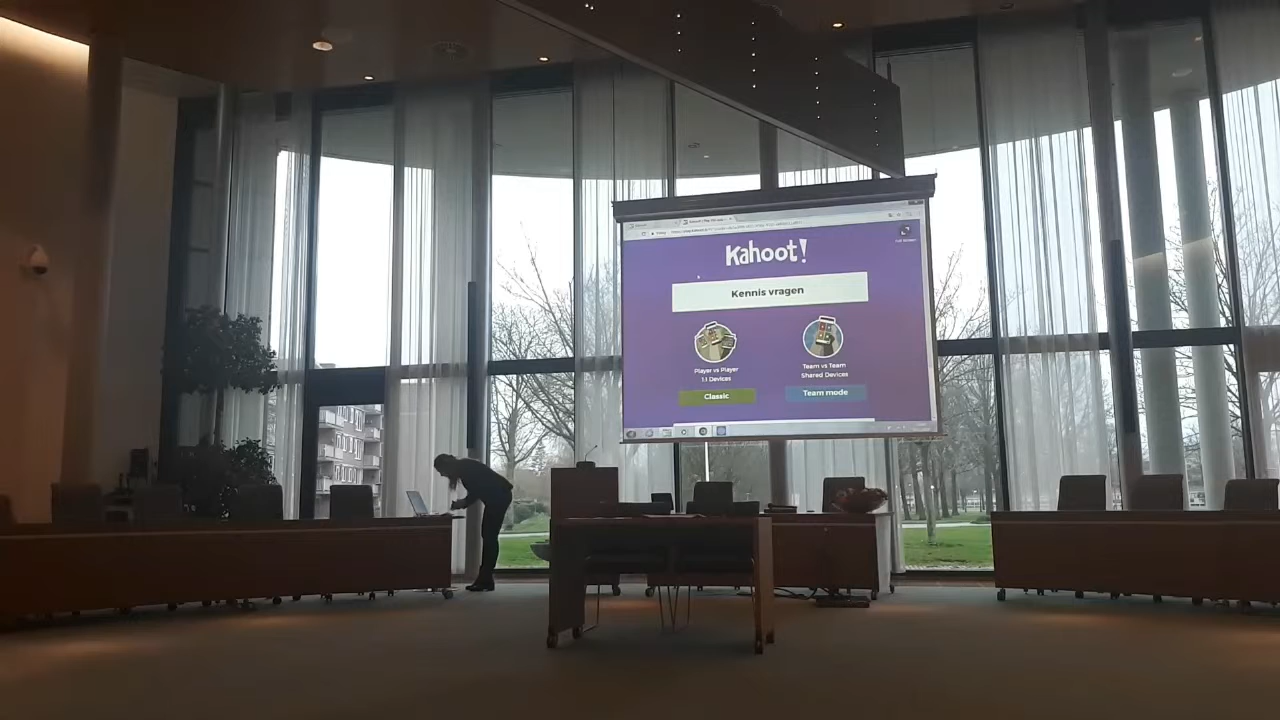 Kahoot!
Kennis vragen
Player vs Player
1:1 Devices
Classic
Team vs Team
Shared Devices
Team mode